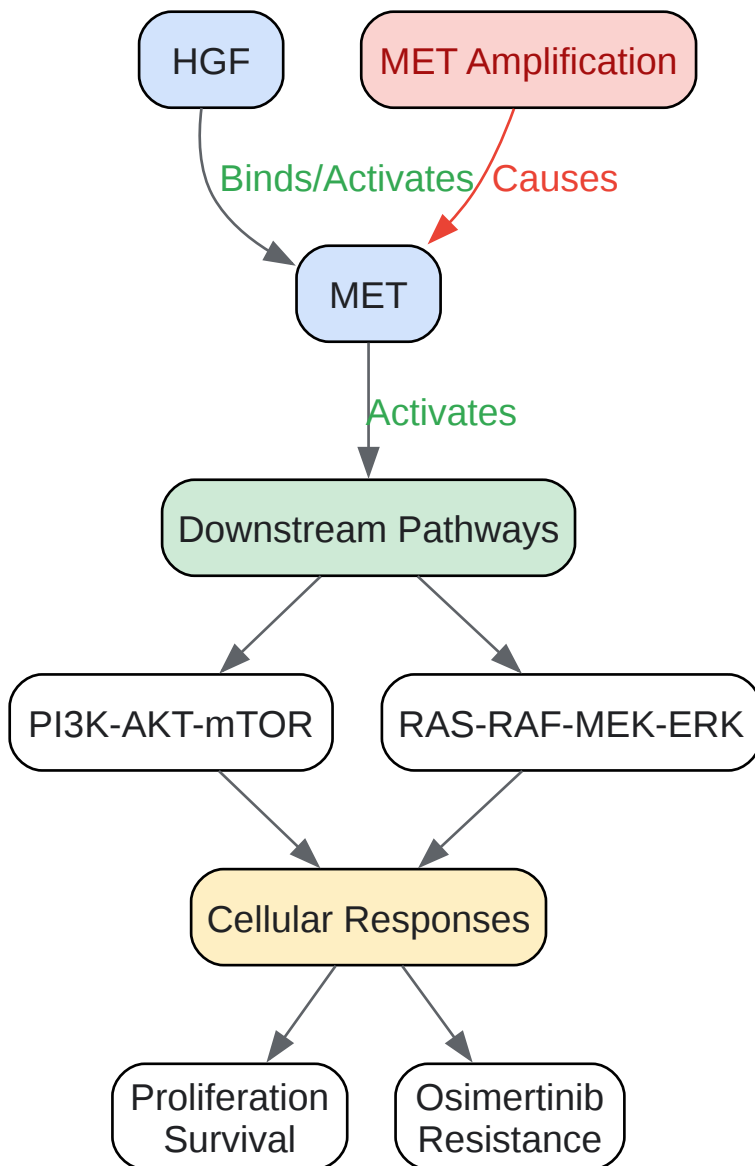 HGF
MET Amplification
Binds/Activates
Causes
MET
Activates
Downstream Pathways
PI3K-AKT-mTOR
RAS-RAF-MEK-ERK
Cellular Responses
Proliferation
Survival
Osimertinib
Resistance